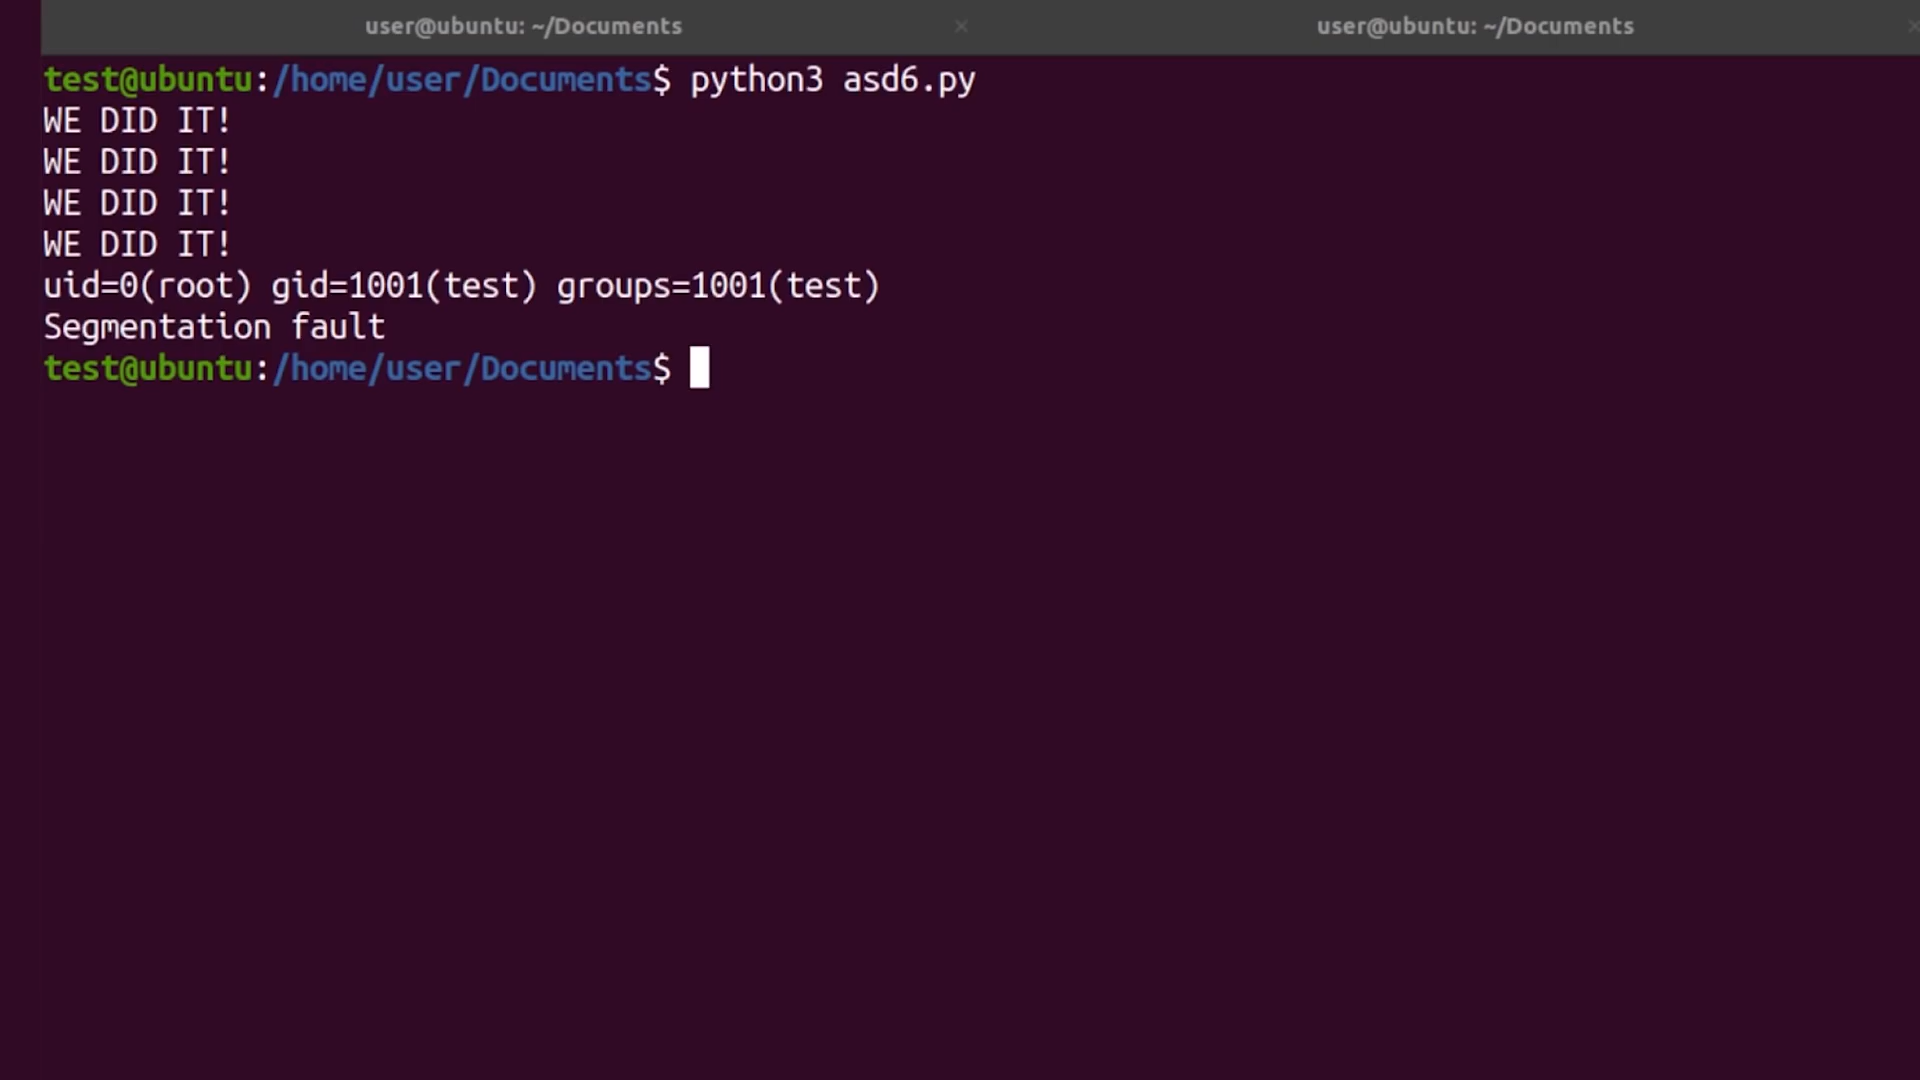 user@ubuntu: ~/Documents × user@ubuntu: ~/Documents ×
test@ubuntu:/home/user/Documents$ python3 asd6.py
WE DID IT!
WE DID IT!
WE DID IT!
WE DID IT!
uid=0(root) gid=1001(test) groups=1001(test)
Segmentation fault
test@ubuntu:/home/user/Documents$